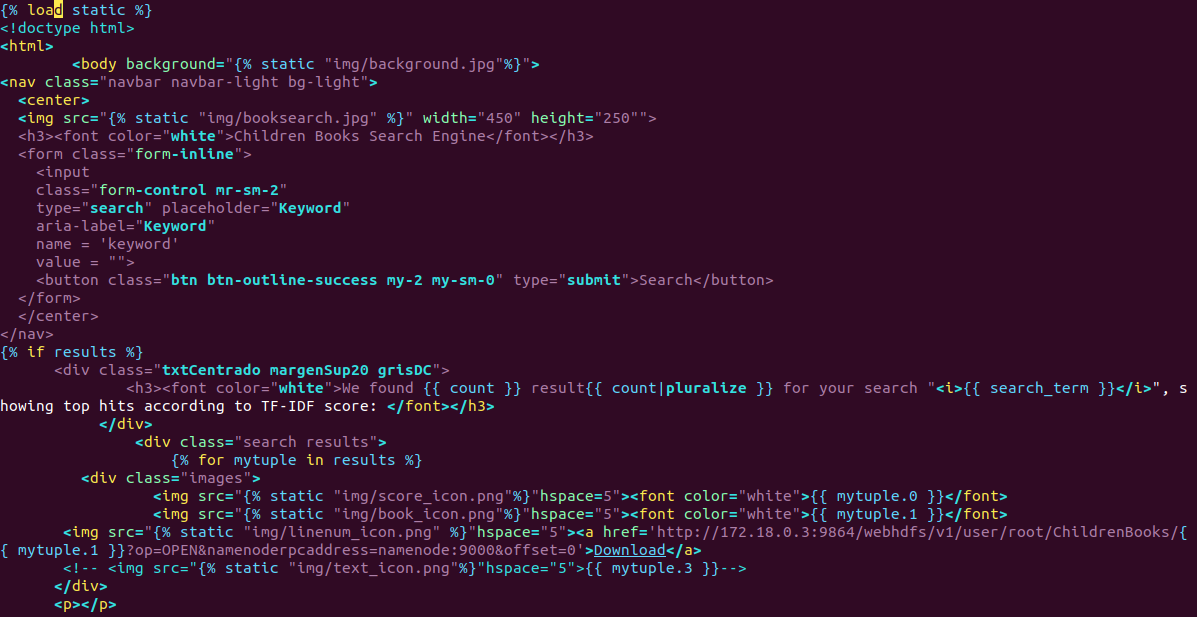 {% load static %}
<!doctype html>
<html>
        <body background="{% static "img/background.jpg"%}">
<nav class="navbar navbar-light bg-light">
  <center>
  <img src="{% static "img/booksearch.jpg" %}" width="450" height="250"">
  <h3><font color="white">Children Books Search Engine</font></h3>
  <form class="form-inline">
    <input
    class="form-control mr-sm-2"
    type="search" placeholder="Keyword"
    aria-label="Keyword"
    name = 'keyword'
    value = "">
    <button class="btn btn-outline-success my-2 my-sm-0" type="submit">Search</button>
  </form>
  </center>
</nav>
{% if results %}
      <div class="txtCentrado margenSup20 grisDC">
              <h3><font color="white">We found {{ count }} result{{ count|pluralize }} for your search "<i>{{ search_term }}</i>", s
howing top hits according to TF-IDF score: </font></h3>
           </div>
               <div class="search results">
                   {% for mytuple in results %}
         <div class="images">
                 <img src="{% static "img/score_icon.png"%}"hspace=5"><font color="white">{{ mytuple.0 }}</font>
                 <img src="{% static "img/book_icon.png"%}"hspace="5"><font color="white">{{ mytuple.1 }}</font>
       <img src="{% static "img/linenum_icon.png" %}"hspace="5"><a href='http://172.18.0.3:9864/webhdfs/v1/user/root/ChildrenBooks/{
{ mytuple.1 }}?op=OPEN&namenoderpcaddress=namenode:9000&offset=0'>Download</a>
       <!-- <img src="{% static "img/text_icon.png"%}"hspace="5">{{ mytuple.3 }}-->
      </div>
      <p></p>